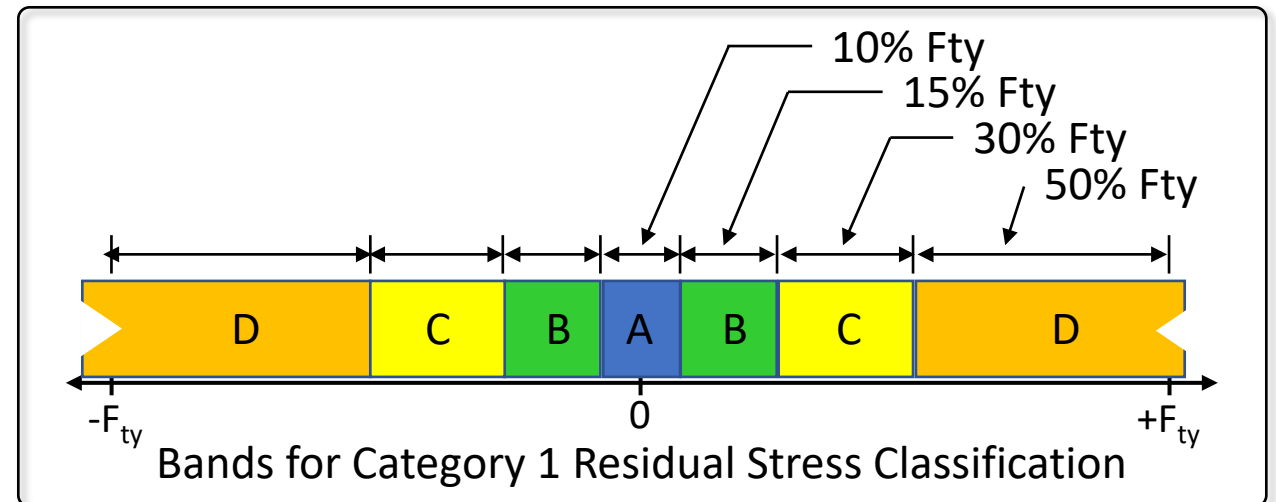 10% Fty
15% Fty
30% Fty
50% Fty
D C B A B C D
-Fty 0 +Fty
Bands for Category 1 Residual Stress Classification